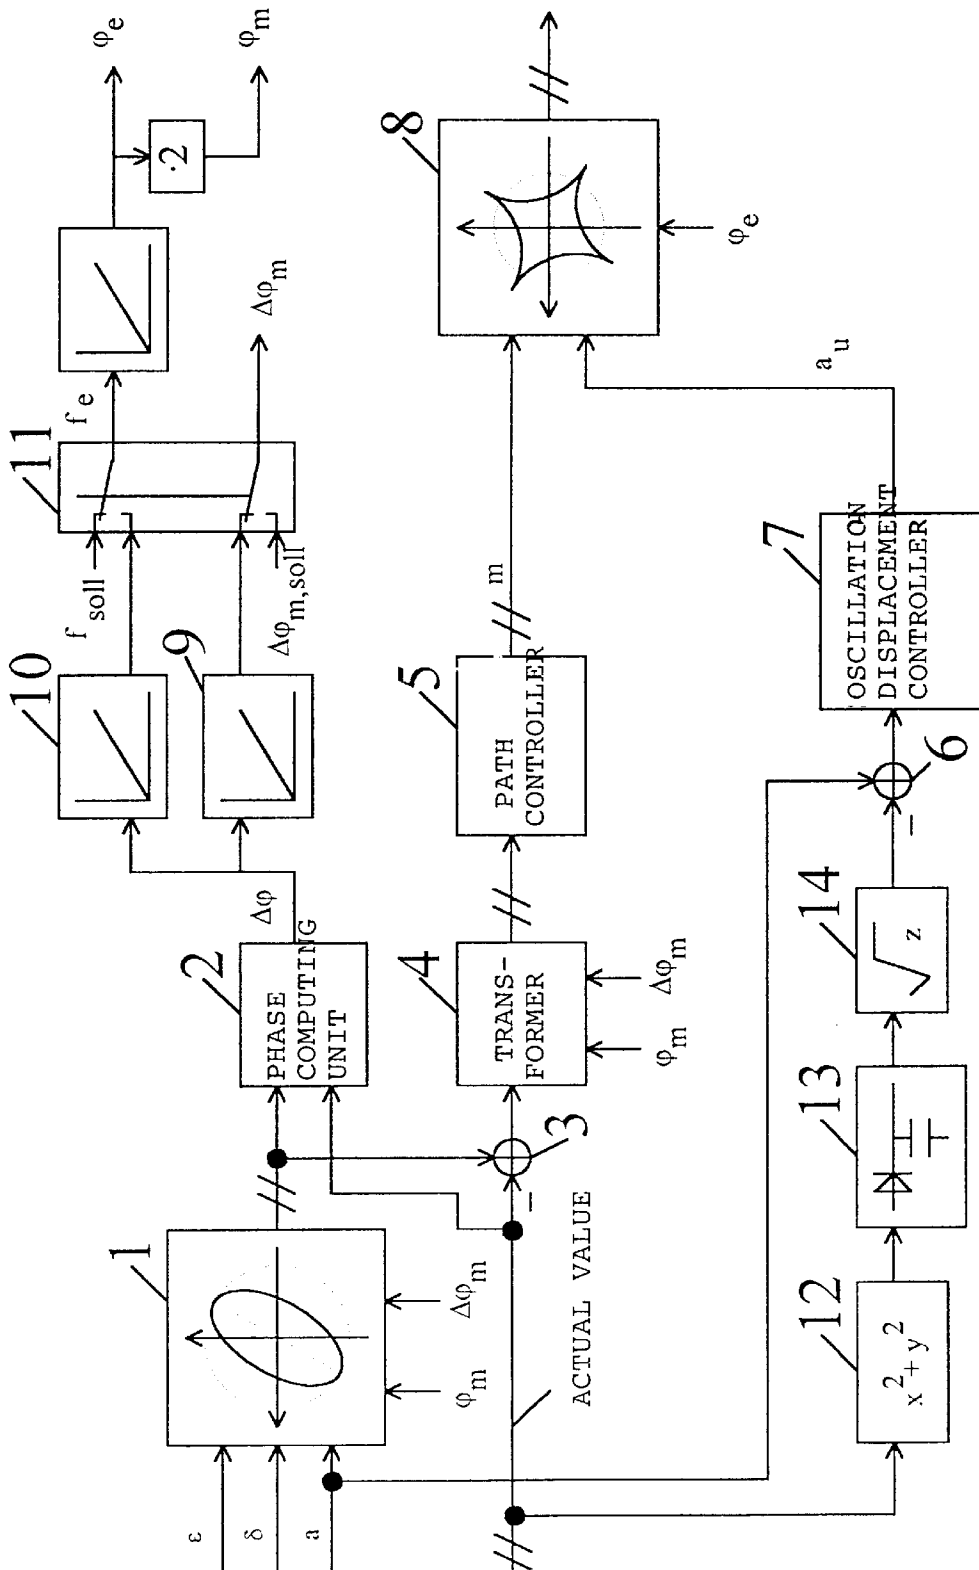 φe
φm
·2
Δφm
fe
11
fsoll
Δφm,soll
10
9
Δφ
2
PHASE
COMPUTING
UNIT
1
φm
Δφm
ε
δ
a
8
φe
m
5
PATH
CONTROLLER
4
TRANS-
FORMER
φm
Δφm
3
−
ACTUAL VALUE
au
7
OSCILLATION
DISPLACEMENT
CONTROLLER
6
−
14
√z
13
12
x²+y²